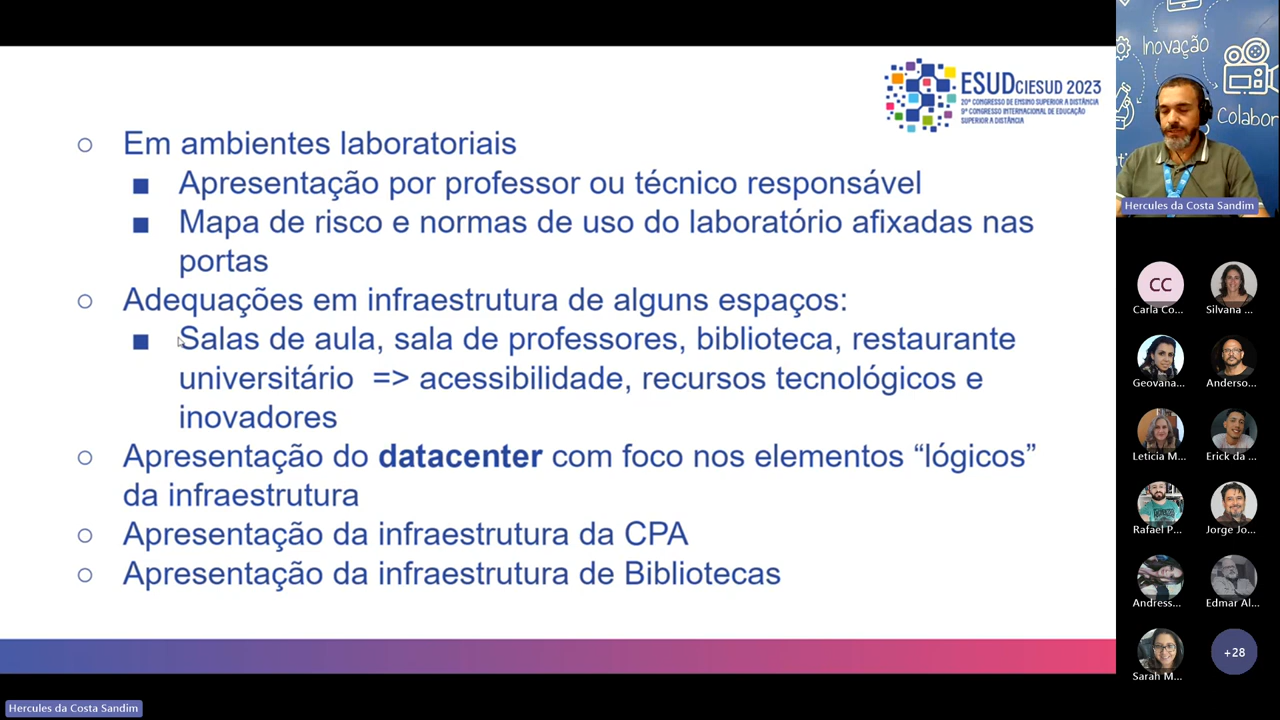 ESUDCIESUD 2023
20º CONGRESSO DE ENSINO SUPERIOR A DISTÂNCIA
9º CONGRESSO INTERNACIONAL DE EDUCAÇÃO
SUPERIOR A DISTÂNCIA
Em ambientes laboratoriais
Apresentação por professor ou técnico responsável
Mapa de risco e normas de uso do laboratório afixadas nas
portas
Adequações em infraestrutura de alguns espaços:
Salas de aula, sala de professores, biblioteca, restaurante
universitário => acessibilidade, recursos tecnológicos e
inovadores
Apresentação do datacenter com foco nos elementos “lógicos”
da infraestrutura
Apresentação da infraestrutura da CPA
Apresentação da infraestrutura de Bibliotecas
Inovação
Colabor
Hercules da Costa Sandim
CC
Carla Co...
Silvana ...
Geovana...
Anderso...
Leticia M...
Erick da ...
Rafael P...
Jorge Jo...
Andress...
Edmar Al...
Sarah M...
+28
Hercules da Costa Sandim